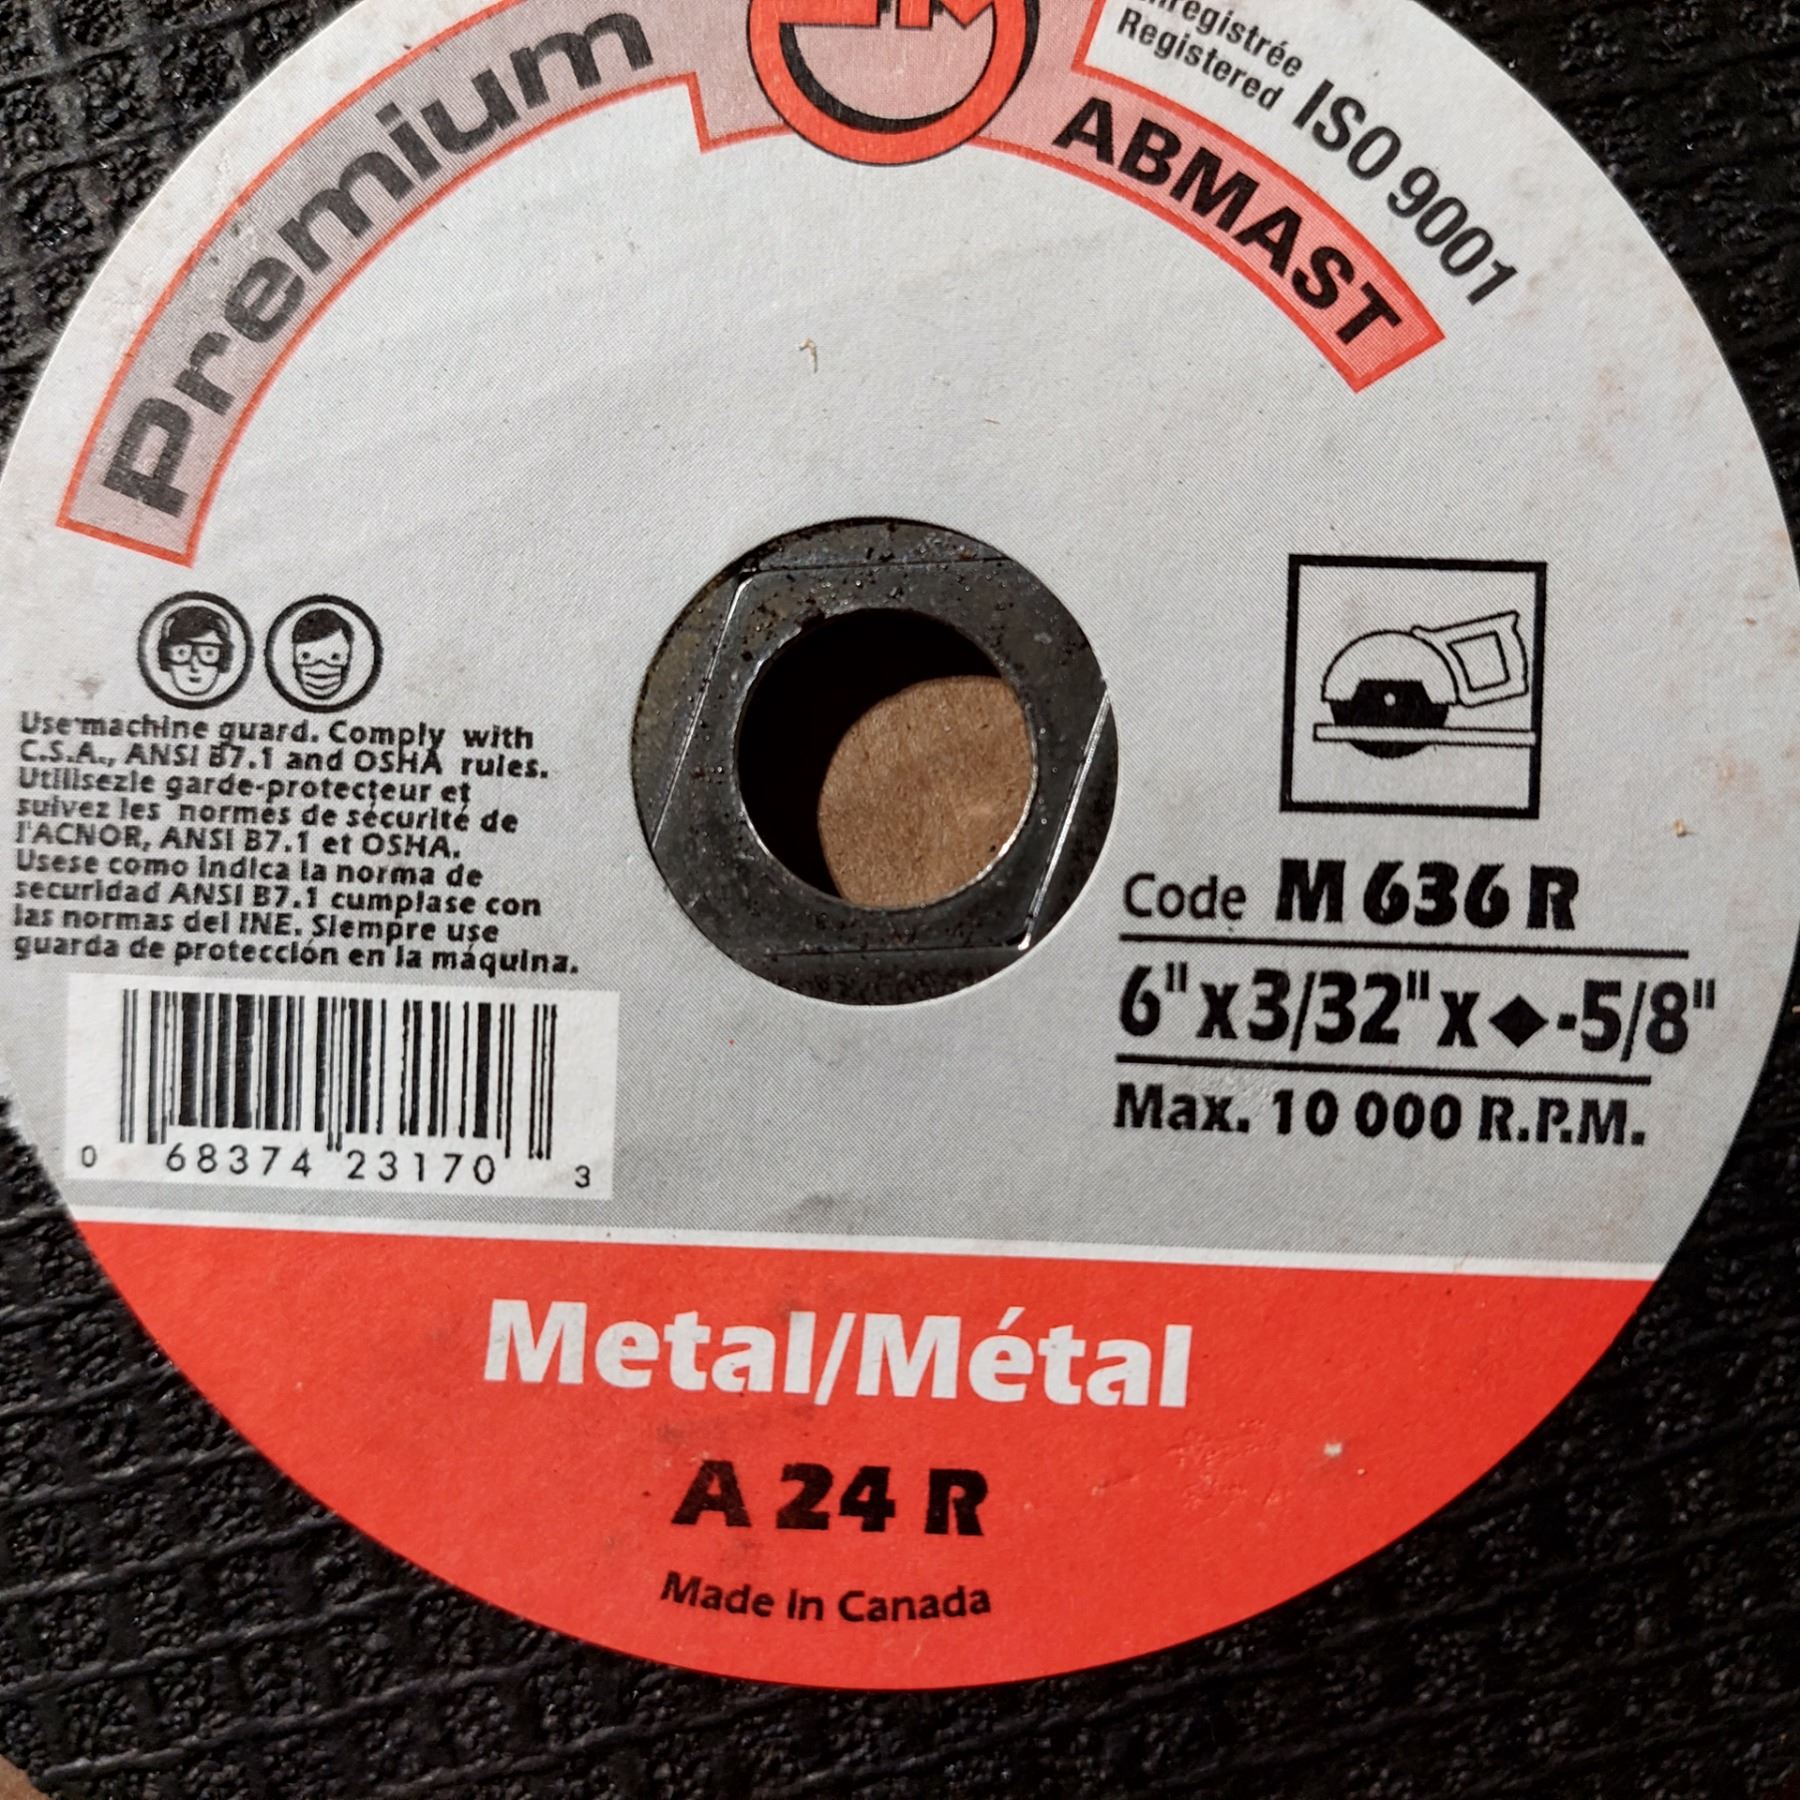 Premium
Registered
ISO 9001
ABMAST
Use machine guard. Comply with
C.S.A., ANSI B7.1 and OSHA rules.
Utilisezle garde-protecteur et
suivez les normes de sécurité de
l'ACNOR, ANSI B7.1 et OSHA.
Usese como indica la norma de
securidad ANSI B7.1 cumplase con
las normas del INE. Siempre use
guarda de protección en la máquina.
0 68374 23170 3
Code M 636 R
6" x 3/32" x ◆-5/8"
Max. 10 000 R.P.M.
Metal/Métal
A 24 R
Made in Canada